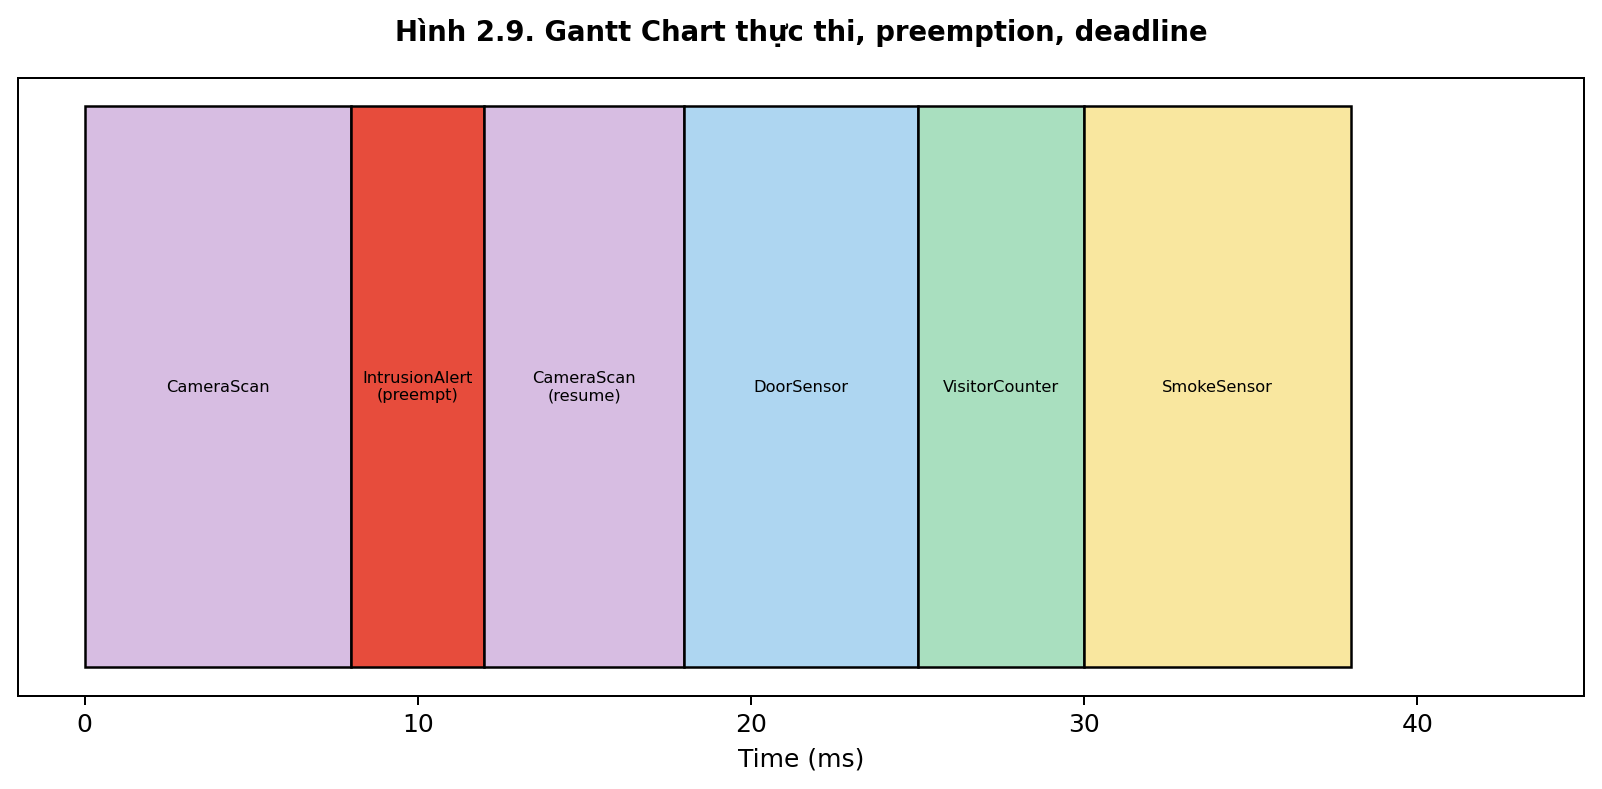 Hình 2.9. Gantt Chart thực thi, preemption, deadline
CameraScan
IntrusionAlert
(preempt)
CameraScan
(resume)
DoorSensor
VisitorCounter
SmokeSensor
0 10 20 30 40
Time (ms)